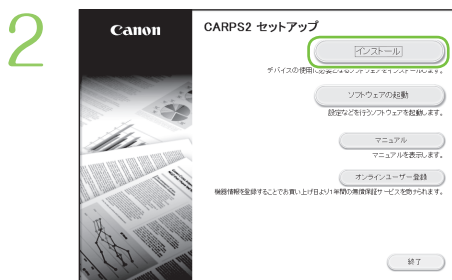 2
Canon
CARPS2 セットアップ
インストール
デバイスの使用に必要となるソフトウェアをインストールします。
ソフトウェアの起動
設定などを行うソフトウェアを起動します。
マニュアル
マニュアルを表示します。
オンラインユーザー登録
機器情報を登録することでお買い上げ日より1年間の無償保証サービスを受けられます。
終了